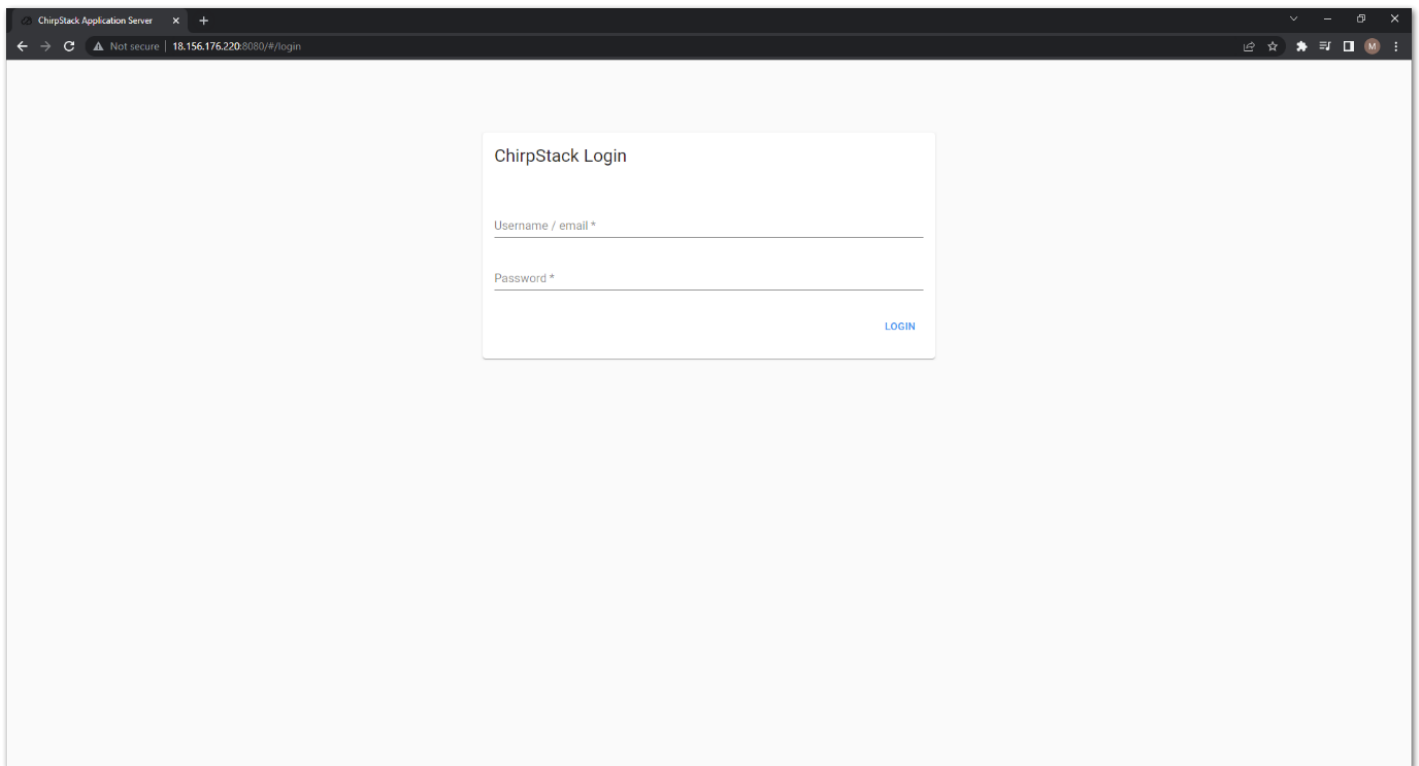 ChirpStack Application Server
Not secure | 18.156.176.220:8080/#/login
M
ChirpStack Login
Username / email *
Password *
LOGIN